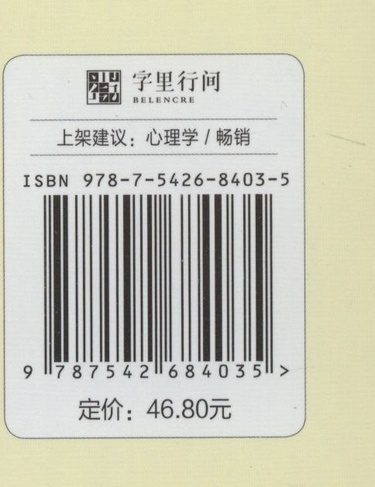 字里行间
BELENCRE
上架建议：心理学 / 畅销
ISBN 978-7-5426-8403-5
9 787542 684035 >
定价：46.80元